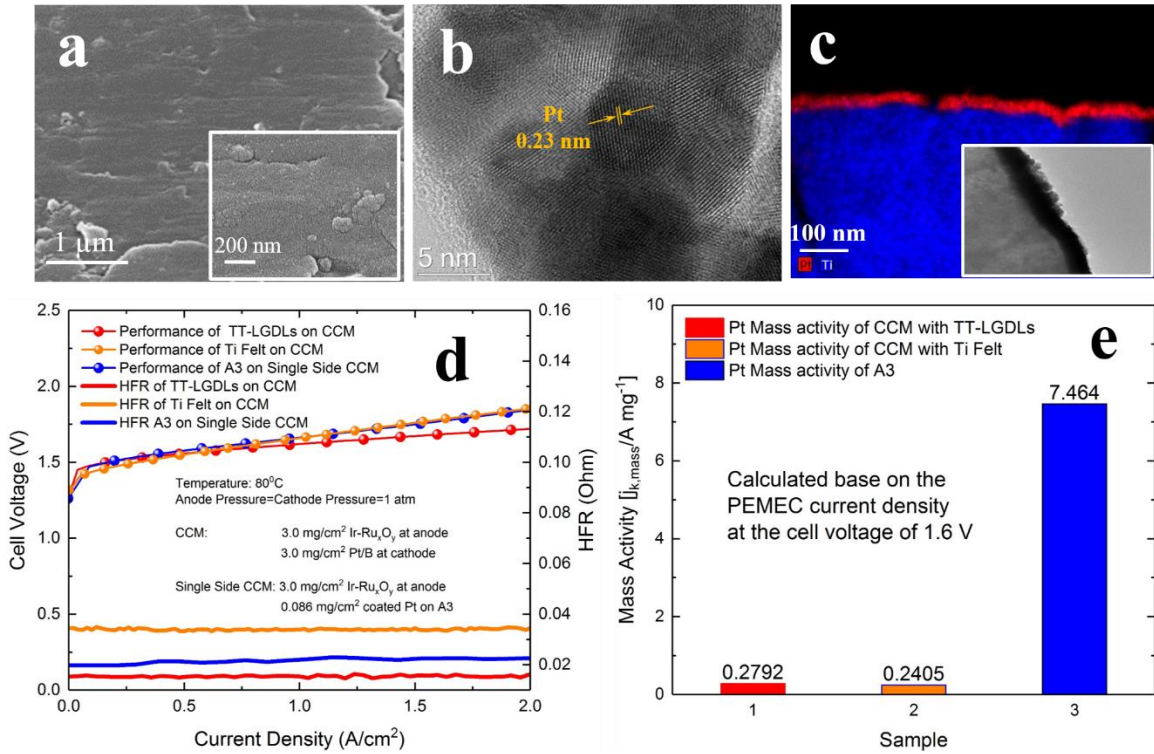 a
1 μm
200 nm
b
Pt
0.23 nm
5 nm
c
100 nm
Pt Ti
d
2.5
2.0
1.5
1.0
0.5
0.0
Cell Voltage (V)
0.16
0.14
0.12
0.10
0.08
0.06
0.04
0.02
HFR (Ohm)
Performance of TT-LGDLs on CCM
Performance of Ti Felt on CCM
Performance of A3 on Single Side CCM
HFR of TT-LGDLs on CCM
HFR of Ti Felt on CCM
HFR A3 on Single Side CCM
Temperature: 80⁰C
Anode Pressure=Cathode Pressure=1 atm
CCM: 3.0 mg/cm² Ir-RuₓOᵧ at anode
3.0 mg/cm² Pt/B at cathode
Single Side CCM: 3.0 mg/cm² Ir-RuₓOᵧ at anode
0.086 mg/cm² coated Pt on A3
0.0 0.5 1.0 1.5 2.0
Current Density (A/cm²)
e
10
8
6
4
2
0
Mass Activity [j_k,mass/A mg⁻¹]
Pt Mass activity of CCM with TT-LGDLs
Pt Mass activity of CCM with Ti Felt
Pt Mass activity of A3
7.464
Calculated base on the
PEMEC current density
at the cell voltage of 1.6 V
0.2792
0.2405
1 2 3
Sample